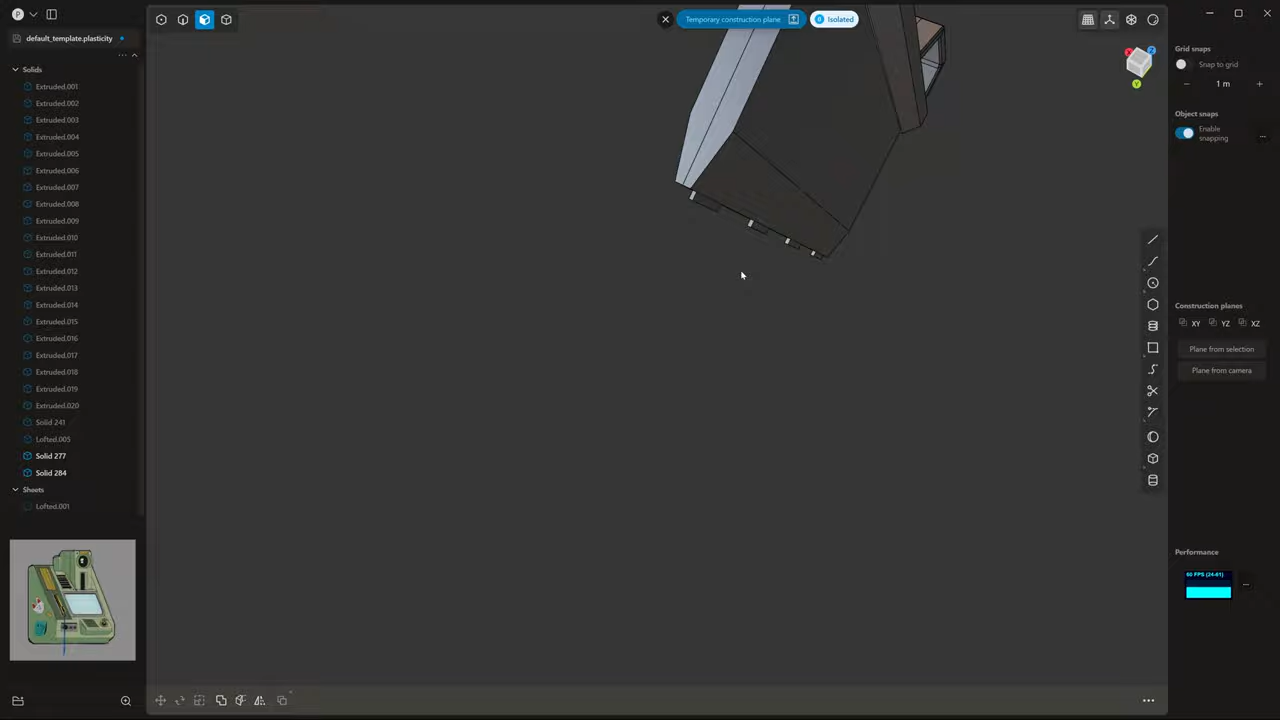 default_template.plasticity
Temporary construction plane
Isolated
Solids
Extruded.001
Extruded.002
Extruded.003
Extruded.004
Extruded.005
Extruded.006
Extruded.007
Extruded.008
Extruded.009
Extruded.010
Extruded.011
Extruded.012
Extruded.013
Extruded.014
Extruded.015
Extruded.016
Extruded.017
Extruded.018
Extruded.019
Extruded.020
Solid 241
Lofted.005
Solid 277
Solid 284
Sheets
Lofted.001
X
Z
Y
Grid snaps
Snap to grid
1 m
Object snaps
Enable
snapping
Construction planes
XY YZ XZ
Plane from selection
Plane from camera
Performance
60 FPS (24-61)